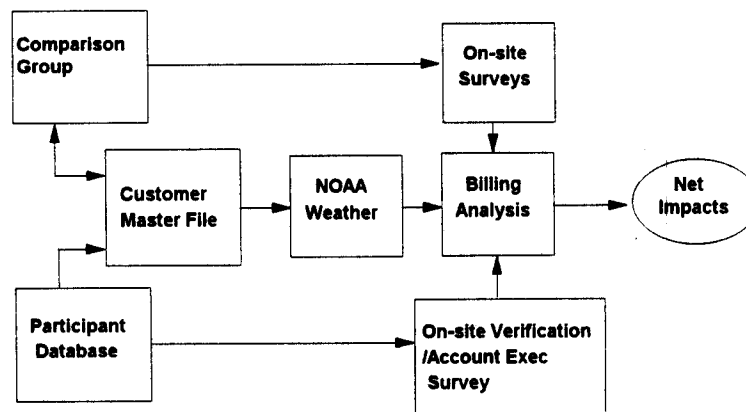 Comparison
Group
On-site
Surveys
Customer
Master File
NOAA
Weather
Billing
Analysis
Net
Impacts
Participant
Database
On-site Verification
/Account Exec
Survey